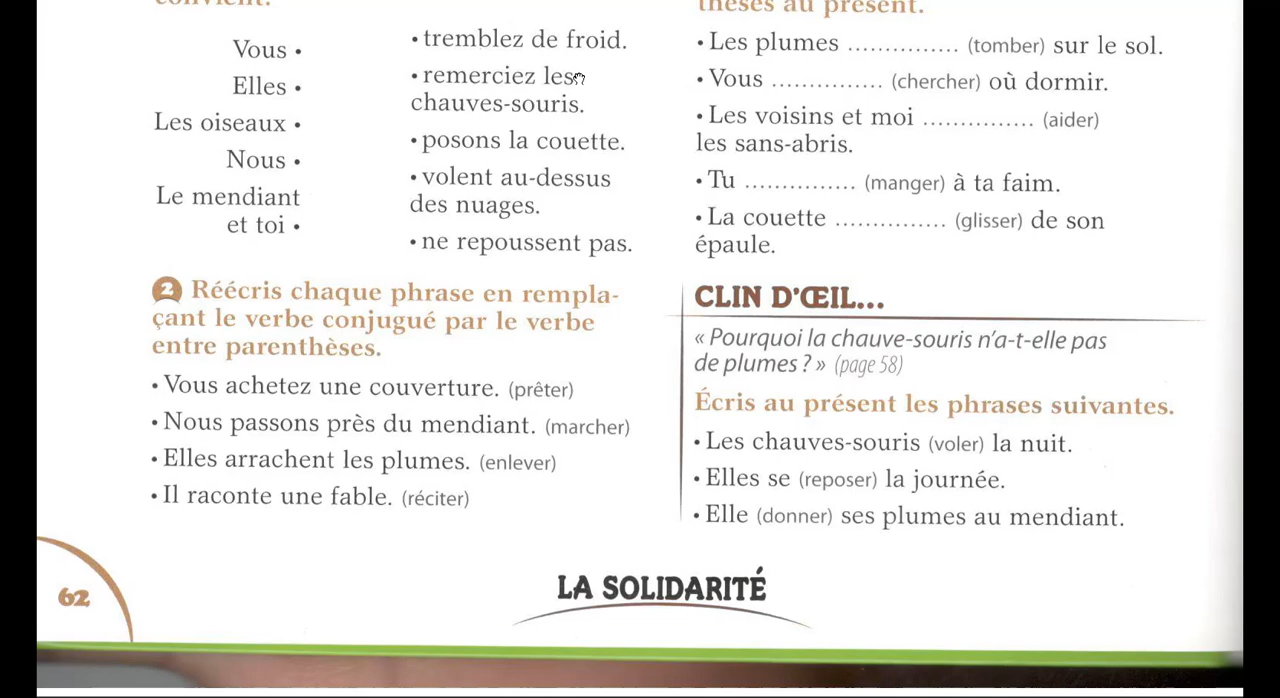 convient.
Vous •
Elles •
Les oiseaux •
Nous •
Le mendiant
et toi •
• tremblez de froid.
• remerciez les
chauves-souris.
• posons la couette.
• volent au-dessus
des nuages.
• ne repoussent pas.
2 Réécris chaque phrase en rempla-
çant le verbe conjugué par le verbe
entre parenthèses.
• Vous achetez une couverture. (prêter)
• Nous passons près du mendiant. (marcher)
• Elles arrachent les plumes. (enlever)
• Il raconte une fable. (réciter)
thèses au présent.
• Les plumes ............... (tomber) sur le sol.
• Vous ............... (chercher) où dormir.
• Les voisins et moi ............... (aider)
les sans-abris.
• Tu ............... (manger) à ta faim.
• La couette ............... (glisser) de son
épaule.
CLIN D'ŒIL...
« Pourquoi la chauve-souris n'a-t-elle pas
de plumes ? » (page 58)
Écris au présent les phrases suivantes.
• Les chauves-souris (voler) la nuit.
• Elles se (reposer) la journée.
• Elle (donner) ses plumes au mendiant.
62
LA SOLIDARITÉ